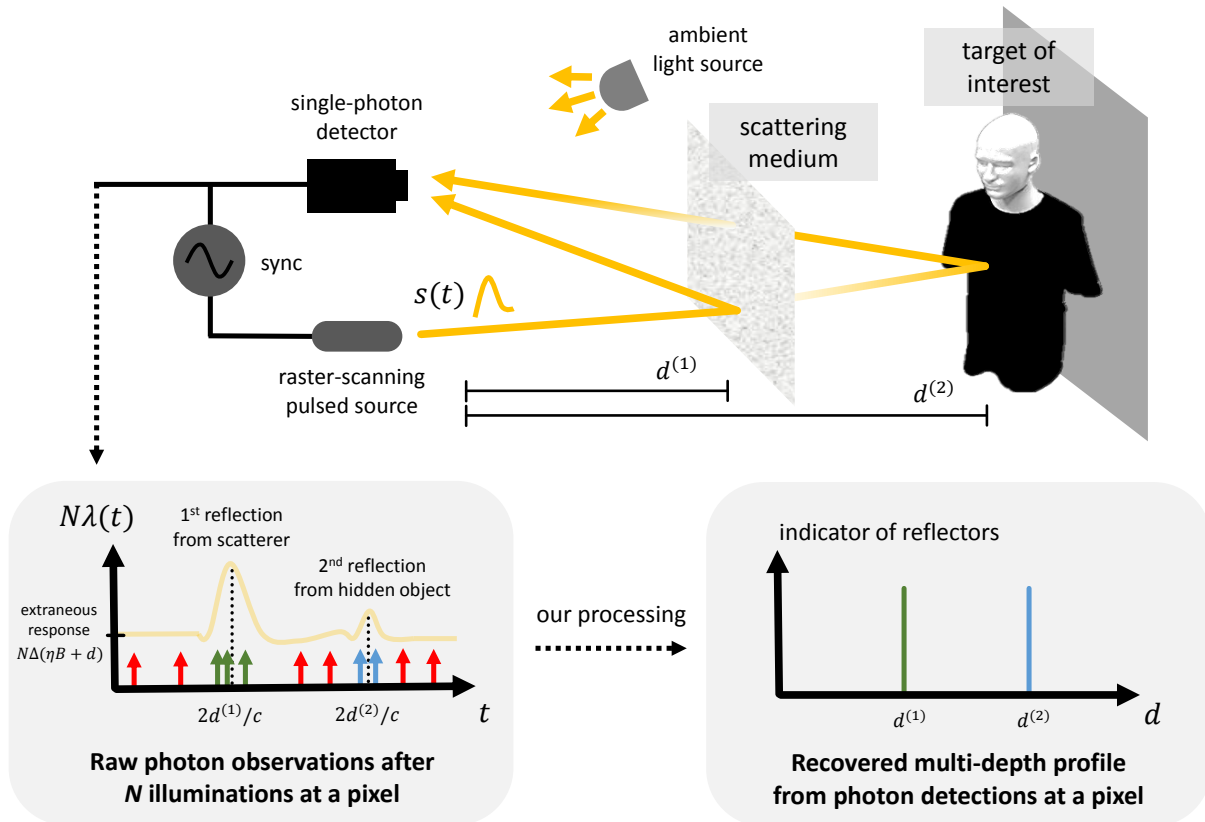 ambient
light source
target of
interest
single-photon
detector
scattering
medium
sync
s(t)
raster-scanning
pulsed source
d^{(1)}
d^{(2)}
Nλ(t)
1st reflection
from scatterer
2nd reflection
from hidden object
extraneous
response
NΔ(ηB + d)
2d^{(1)}/c
2d^{(2)}/c
t
Raw photon observations after
N illuminations at a pixel
our processing
indicator of reflectors
d^{(1)}
d^{(2)}
d
Recovered multi-depth profile
from photon detections at a pixel